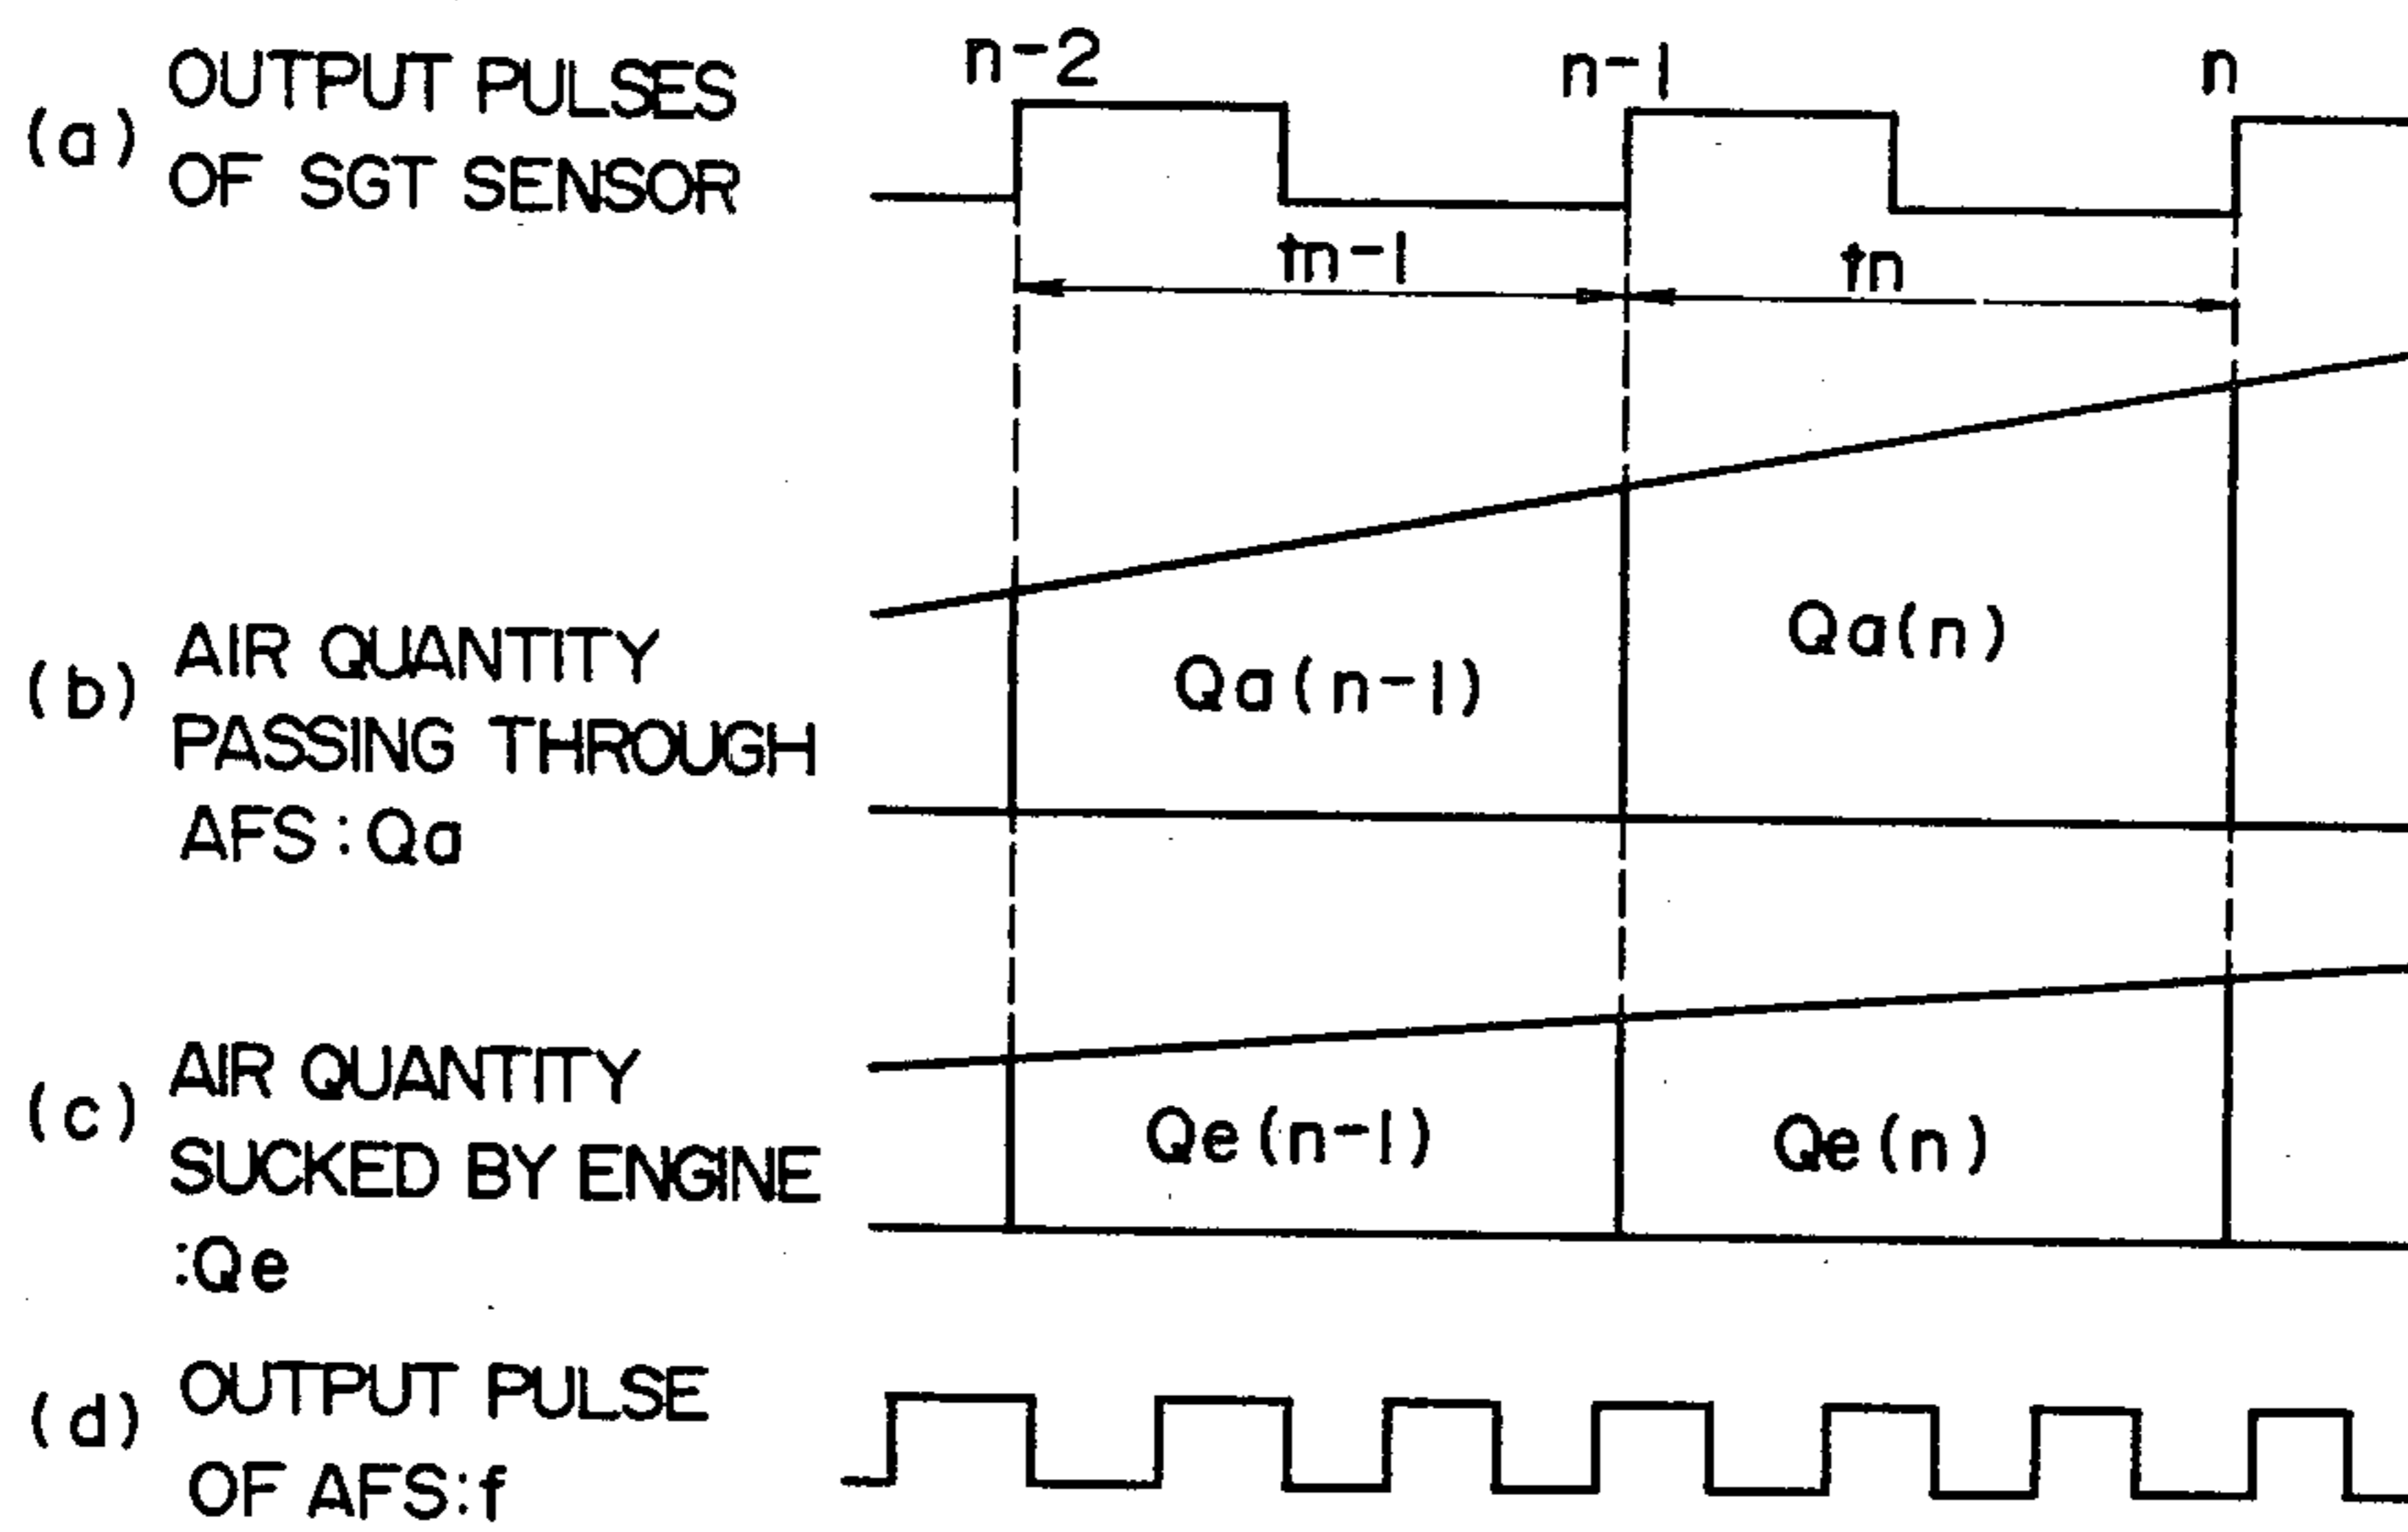 (a) OUTPUT PULSES
OF SGT SENSOR
n-2
n-1
n
tn-1
tn
(b) AIR QUANTITY
PASSING THROUGH
AFS : Qa
Qa(n-1)
Qa(n)
(c) AIR QUANTITY
SUCKED BY ENGINE
:Qe
Qe(n-1)
Qe(n)
(d) OUTPUT PULSE
OF AFS:f